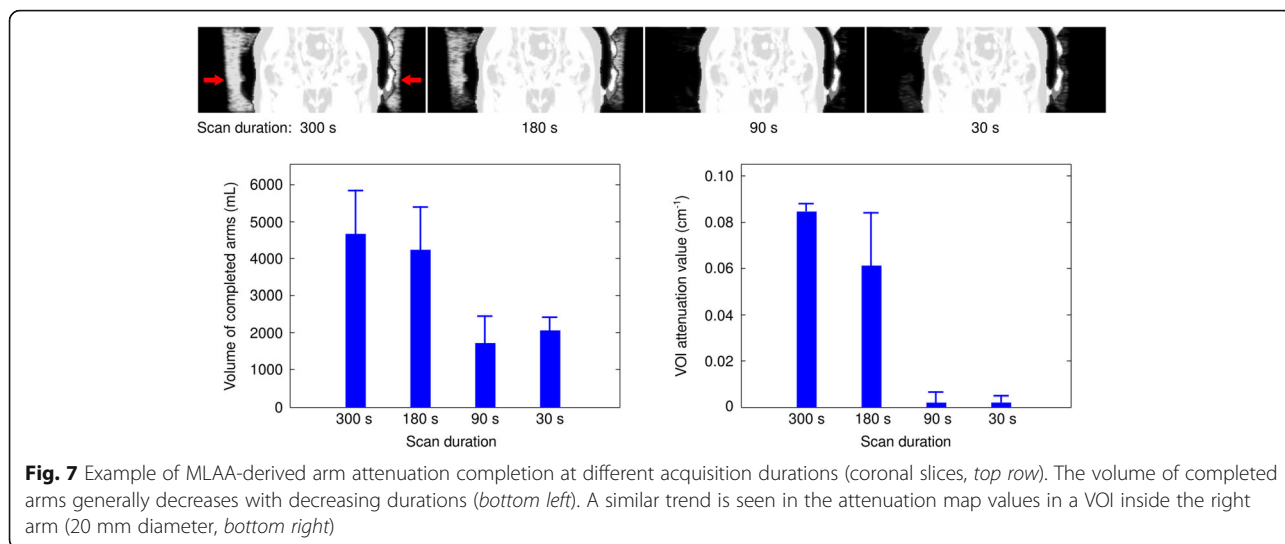 Scan duration: 300 s
180 s
90 s
30 s
Volume of completed arms (mL)
6000
5000
4000
3000
2000
1000
0
300 s 180 s 90 s 30 s
Scan duration
VOI attenuation value (cm⁻¹)
0.10
0.08
0.06
0.04
0.02
0
300 s 180 s 90 s 30 s
Scan duration
Fig. 7 Example of MLAA-derived arm attenuation completion at different acquisition durations (coronal slices, top row). The volume of completed
arms generally decreases with decreasing durations (bottom left). A similar trend is seen in the attenuation map values in a VOI inside the right
arm (20 mm diameter, bottom right)